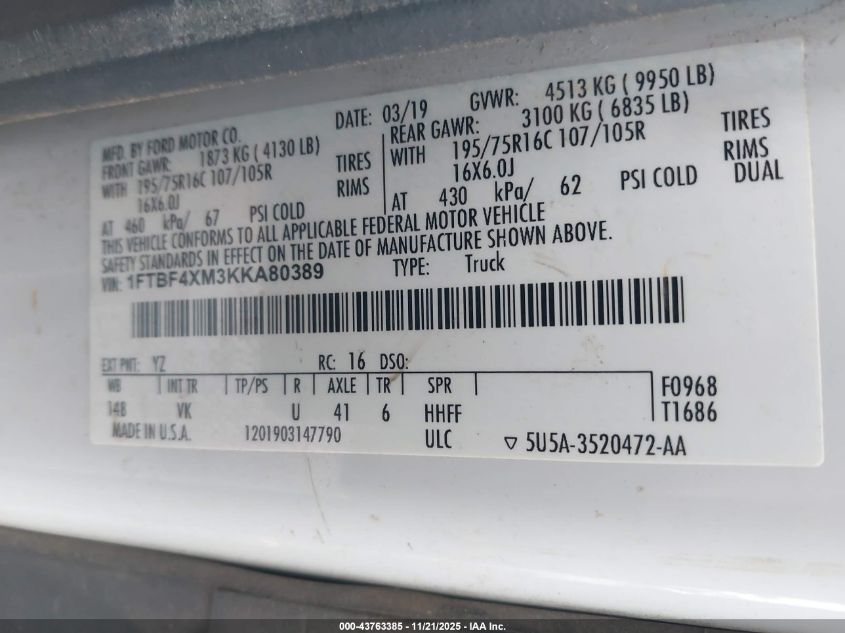 MFD. BY FORD MOTOR CO. DATE: 03/19 GVWR: 4513 KG ( 9950 LB)
FRONT GAWR: 1873 KG ( 4130 LB) REAR GAWR: 3100 KG ( 6835 LB)
WITH 195/75R16C 107/105R TIRES WITH 195/75R16C 107/105R TIRES
16X6.0J RIMS 16X6.0J RIMS
AT 460 kPa/ 67 PSI COLD AT 430 kPa/ 62 PSI COLD DUAL
THIS VEHICLE CONFORMS TO ALL APPLICABLE FEDERAL MOTOR VEHICLE
SAFETY STANDARDS IN EFFECT ON THE DATE OF MANUFACTURE SHOWN ABOVE.
VIN: 1FTBF4XM3KKA80389 TYPE: Truck
EXT PNT: YZ RC: 16 DSO:
WB INT TR TP/PS R AXLE TR SPR F0968
148 VK U 41 6 HHFF T1686
MADE IN U.S.A. 1201903147790 ULC ▽ 5U5A-3520472-AA
000-43763385 - 11/21/2025 - IAA Inc.